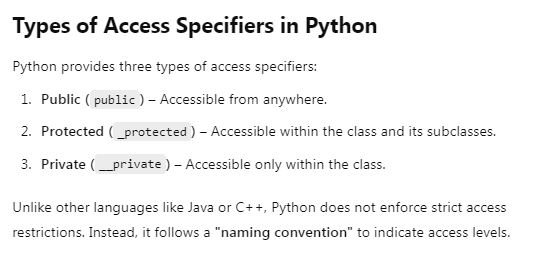 Types of Access Specifiers in Python
Python provides three types of access specifiers:
1. Public ( public ) – Accessible from anywhere.
2. Protected ( _protected ) – Accessible within the class and its subclasses.
3. Private ( __private ) – Accessible only within the class.
Unlike other languages like Java or C++, Python does not enforce strict access
restrictions. Instead, it follows a "naming convention" to indicate access levels.